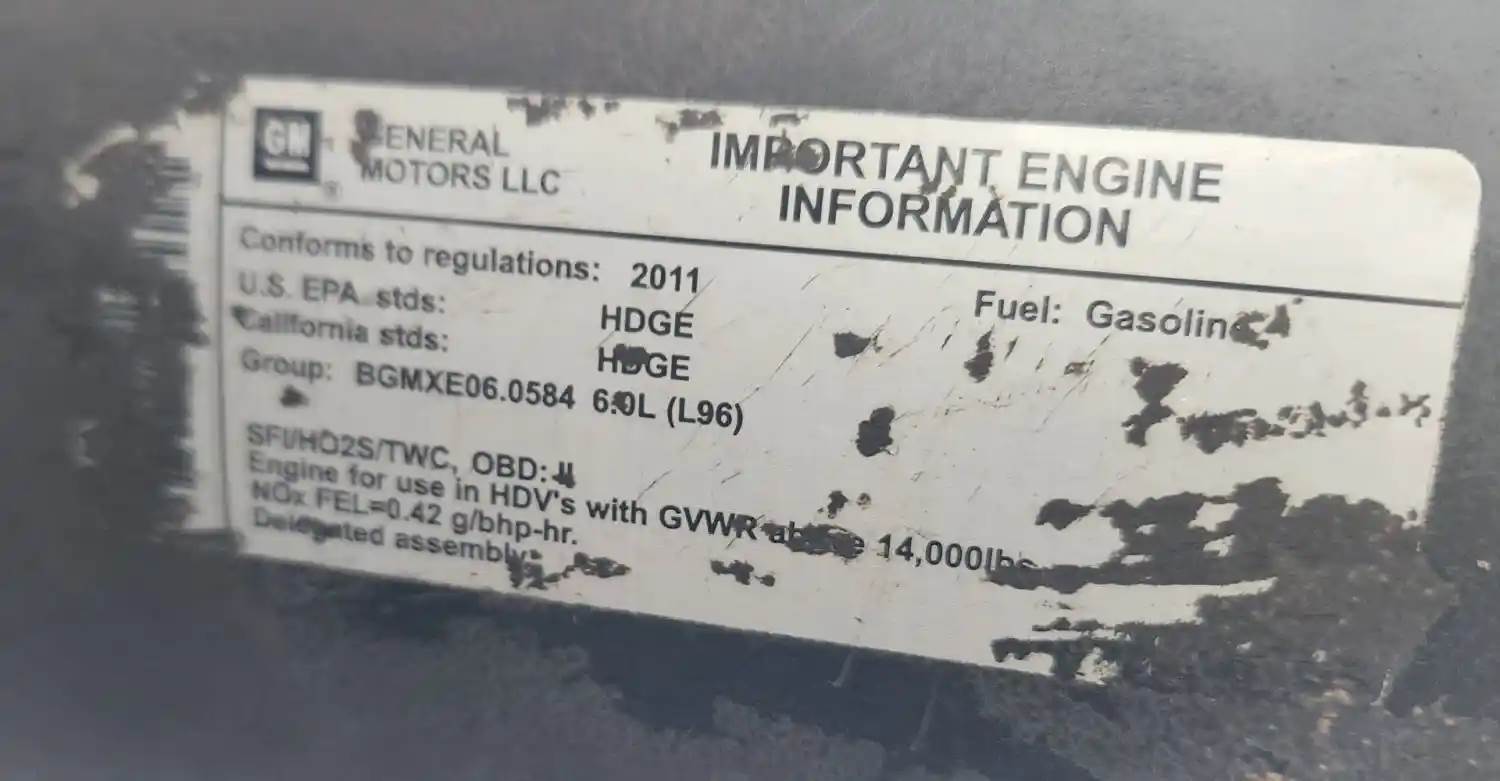 GM
GENERAL
MOTORS LLC
IMPORTANT ENGINE
INFORMATION
Conforms to regulations: 2011
U.S. EPA stds: HDGE
California stds: HDGE
Fuel: Gasoline
Group: BGMXE06.0584 6.0L (L96)
SFI/HO2S/TWC, OBD:
Engine for use in HDV's with GVWR above 14,000lbs
NOx FEL=0.42 g/bhp-hr.
Delegated assembly